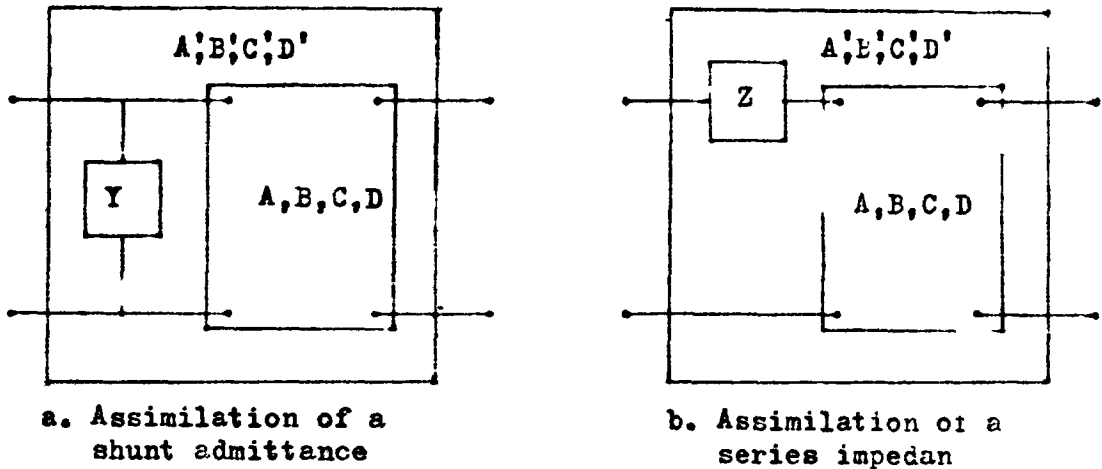 A',B',C',D'
Y
A,B,C,D
a. Assimilation of a
shunt admittance
A',B',C',D'
Z
A,B,C,D
b. Assimilation of a
series impedan